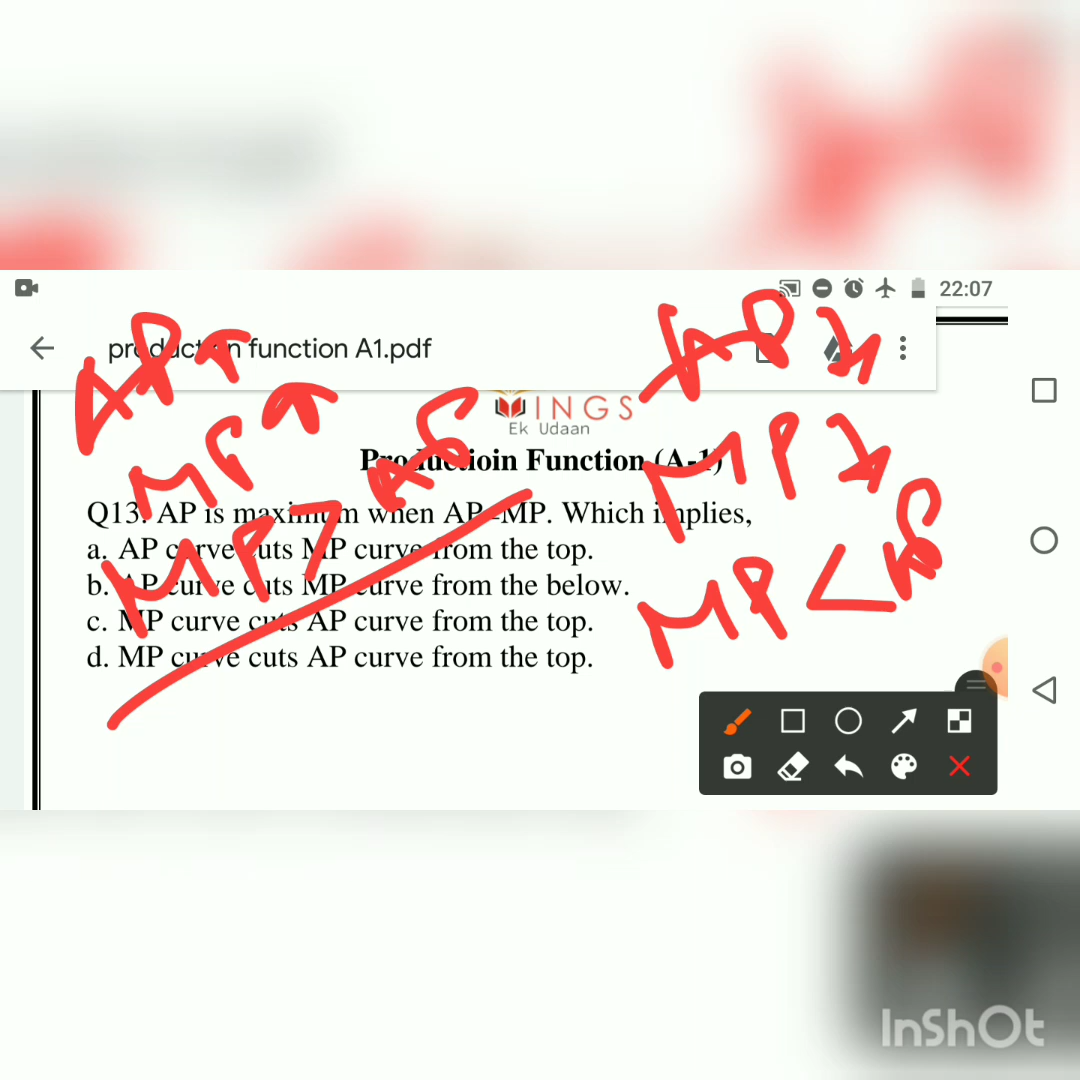 22:07
production function A1.pdf
AP↑ AP↓
MP↑ MP↓
MP > AP MP < AP
WINGS
Ek Udaan
Productioin Function (A-1)
Q13. AP is maximum when AP=MP. Which implies,
a. AP curve cuts MP curve from the top.
b. AP curve cuts MP curve from the below.
c. MP curve cuts AP curve from the top.
d. MP curve cuts AP curve from the top.
InShOt